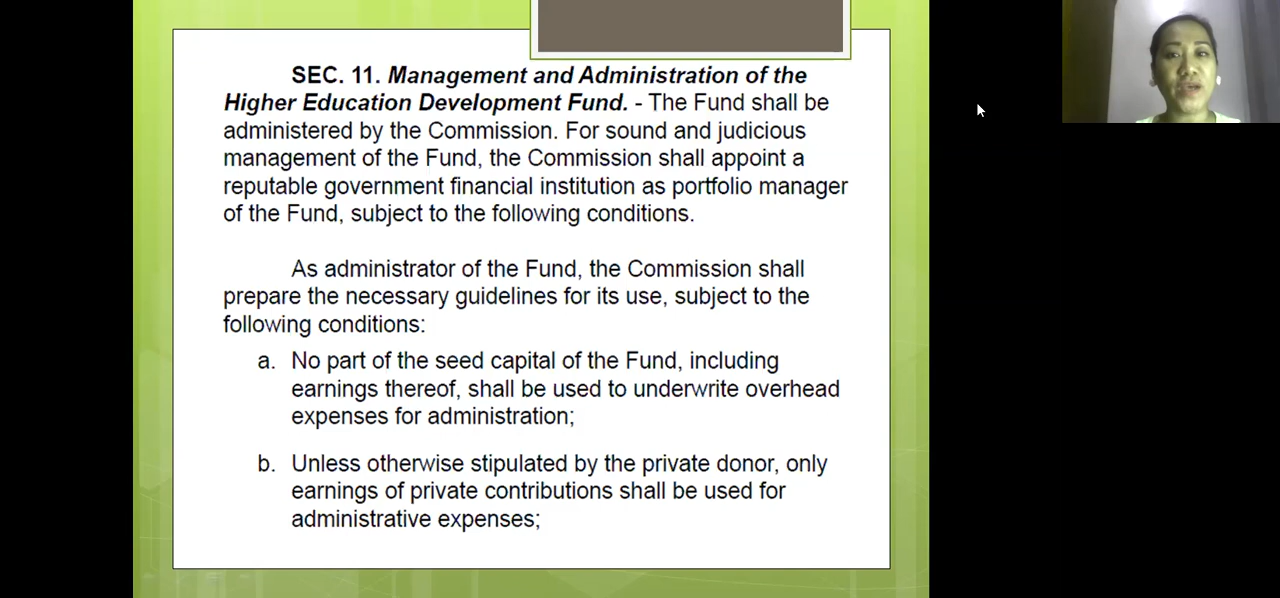 SEC. 11. Management and Administration of the
Higher Education Development Fund. - The Fund shall be
administered by the Commission. For sound and judicious
management of the Fund, the Commission shall appoint a
reputable government financial institution as portfolio manager
of the Fund, subject to the following conditions.
As administrator of the Fund, the Commission shall
prepare the necessary guidelines for its use, subject to the
following conditions:
a. No part of the seed capital of the Fund, including
earnings thereof, shall be used to underwrite overhead
expenses for administration;
b. Unless otherwise stipulated by the private donor, only
earnings of private contributions shall be used for
administrative expenses;